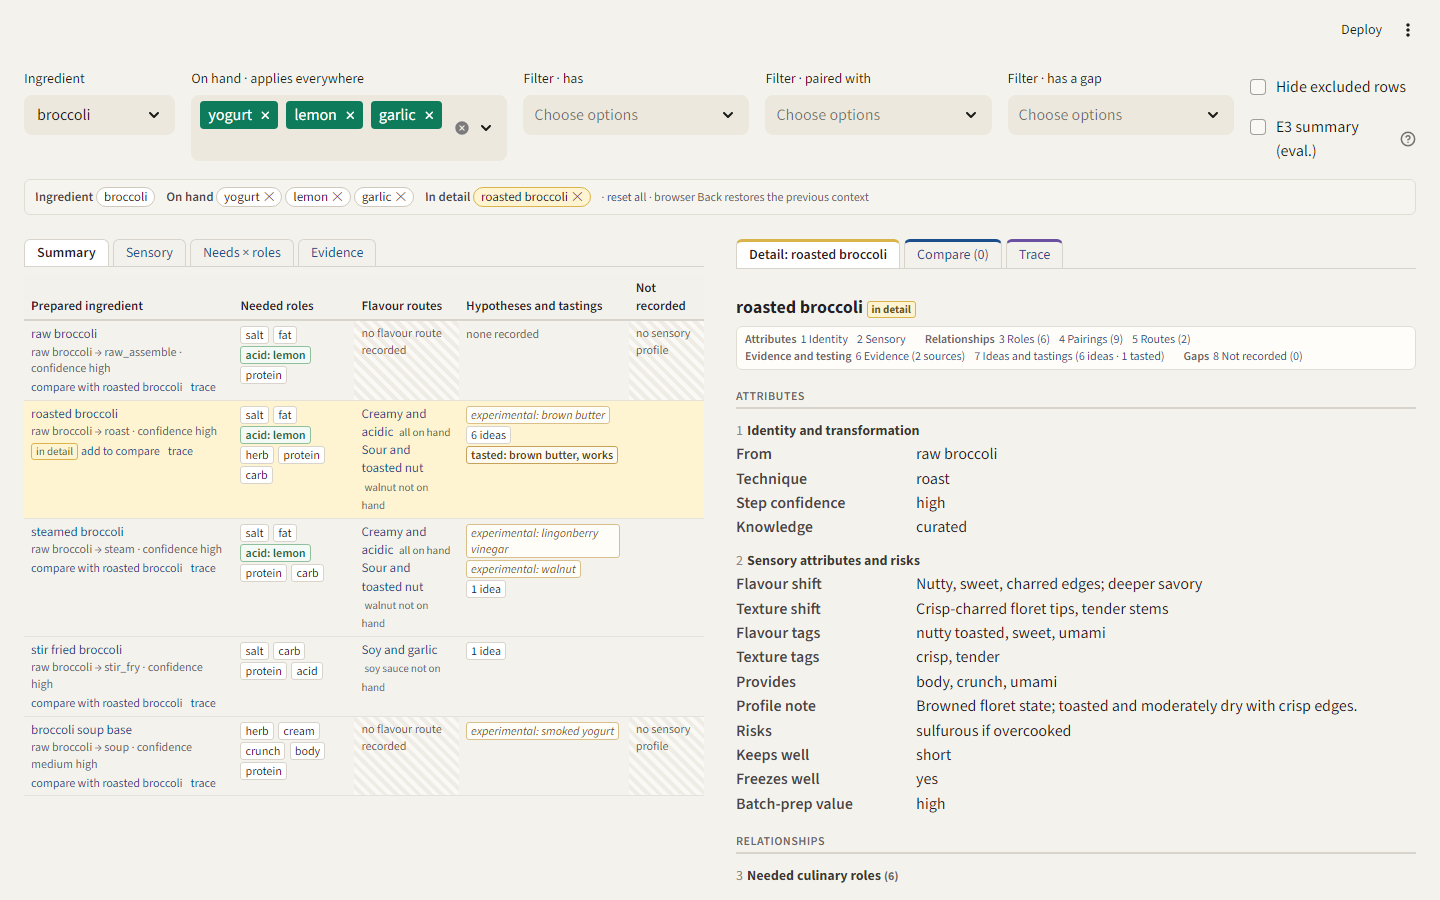 Deploy
Ingredient
On hand · applies everywhere
Filter · has
Filter · paired with
Filter · has a gap
broccoli
yogurt × lemon × garlic ×
Choose options
Choose options
Choose options
Hide excluded rows
E3 summary
(eval.)
Ingredient broccoli On hand yogurt × lemon × garlic × In detail roasted broccoli × · reset all · browser Back restores the previous context
Summary Sensory Needs × roles Evidence
Prepared ingredient
Needed roles
Flavour routes
Hypotheses and tastings
Not
recorded
raw broccoli
raw broccoli → raw_assemble ·
confidence high
compare with roasted broccoli trace
salt fat
acid: lemon
protein
no flavour route
recorded
none recorded
no sensory
profile
roasted broccoli
raw broccoli → roast · confidence high
in detail add to compare trace
salt fat
acid: lemon
herb protein
carb
Creamy and
acidic all on hand
Sour and
toasted nut
walnut not on
hand
experimental: brown butter
6 ideas
tasted: brown butter, works
steamed broccoli
raw broccoli → steam · confidence high
compare with roasted broccoli trace
salt fat
acid: lemon
protein carb
Creamy and
acidic all on hand
Sour and
toasted nut
walnut not on
hand
experimental: lingonberry
vinegar
experimental: walnut
1 idea
stir fried broccoli
raw broccoli → stir_fry · confidence
high
compare with roasted broccoli trace
salt carb
protein acid
Soy and garlic
soy sauce not on
hand
1 idea
broccoli soup base
raw broccoli → soup · confidence
medium high
compare with roasted broccoli trace
herb cream
crunch body
protein
no flavour route
recorded
experimental: smoked yogurt
no sensory
profile
Detail: roasted broccoli Compare (0) Trace
roasted broccoli in detail
Attributes 1 Identity 2 Sensory Relationships 3 Roles (6) 4 Pairings (9) 5 Routes (2)
Evidence and testing 6 Evidence (2 sources) 7 Ideas and tastings (6 ideas · 1 tasted) Gaps 8 Not recorded (0)
ATTRIBUTES
1 Identity and transformation
From raw broccoli
Technique roast
Step confidence high
Knowledge curated
2 Sensory attributes and risks
Flavour shift Nutty, sweet, charred edges; deeper savory
Texture shift Crisp-charred floret tips, tender stems
Flavour tags nutty toasted, sweet, umami
Texture tags crisp, tender
Provides body, crunch, umami
Profile note Browned floret state; toasted and moderately dry with crisp edges.
Risks sulfurous if overcooked
Keeps well short
Freezes well yes
Batch-prep value high
RELATIONSHIPS
3 Needed culinary roles (6)